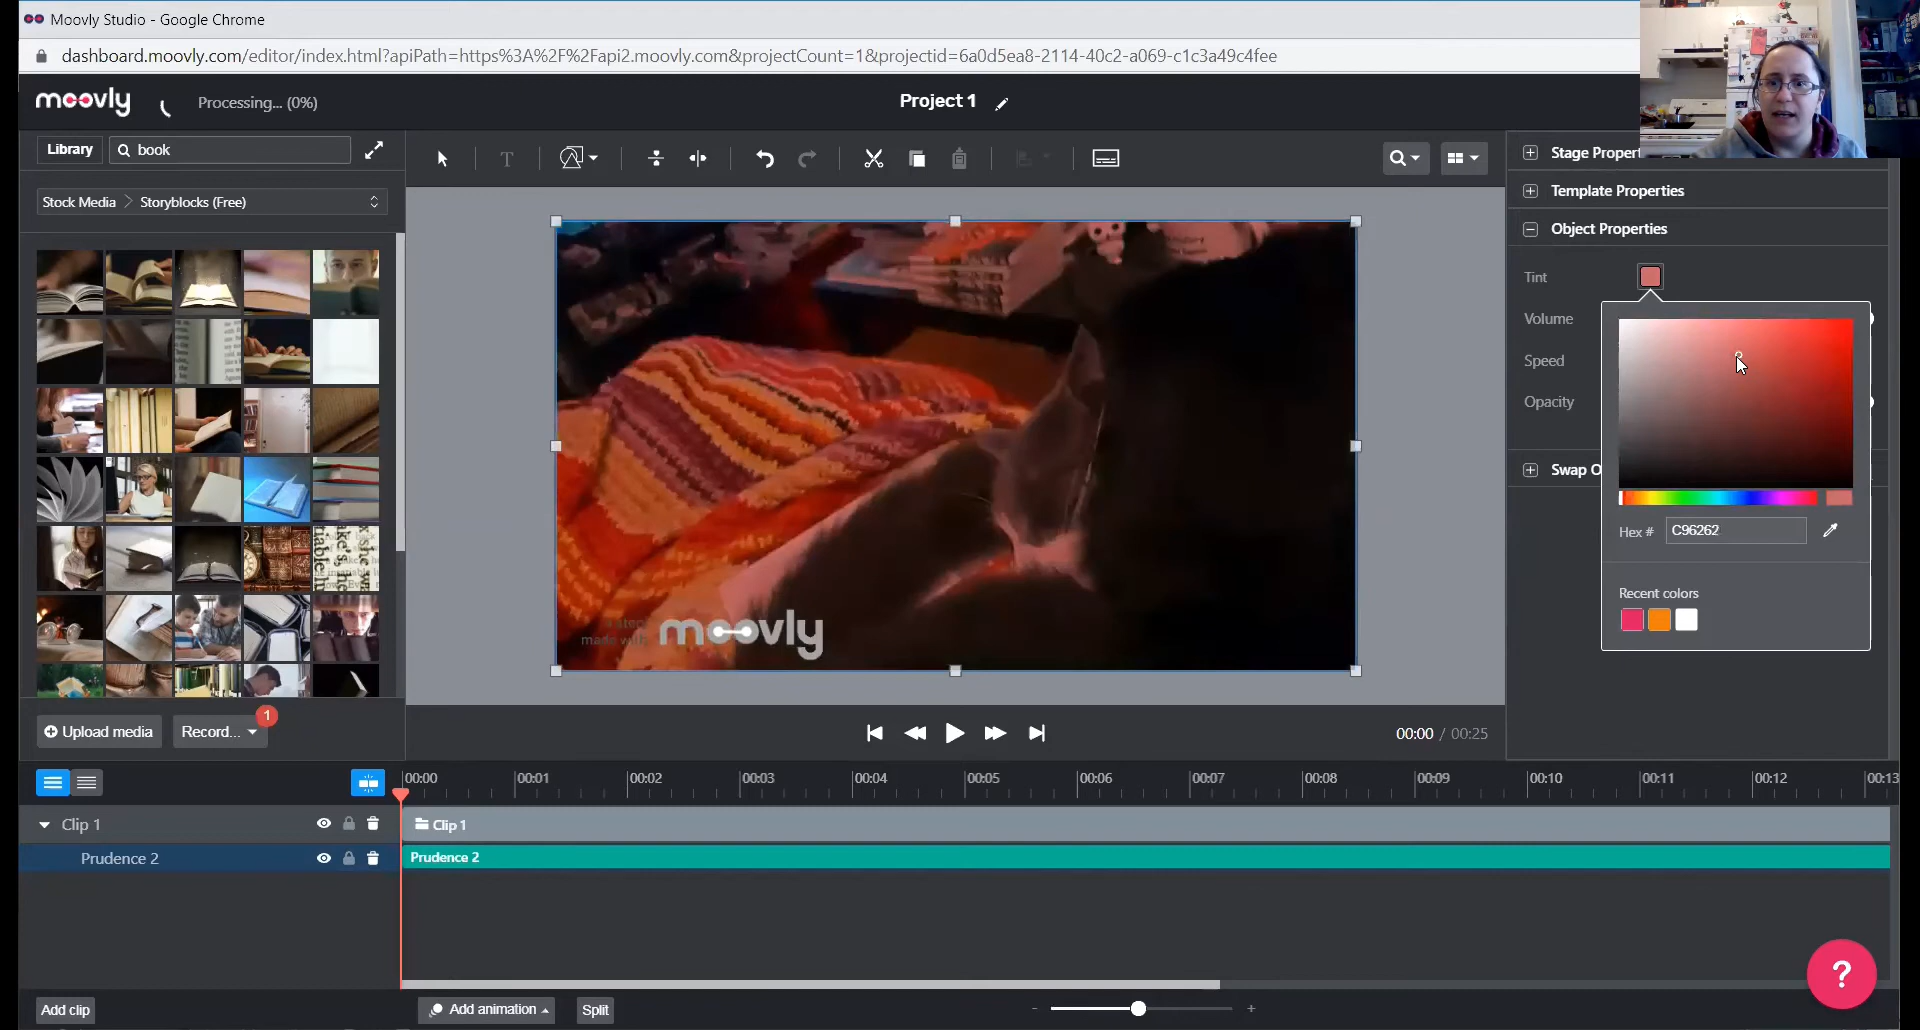 Moovly Studio - Google Chrome
dashboard.moovly.com/editor/index.html?apiPath=https%3A%2F%2Fapi2.moovly.com&projectCount=1&projectid=6a0d5ea8-2114-40c2-a069-c1c3a49c4fee
moovly
Processing... (0%)
Project 1
Library
book
Stock Media
Storyblocks (Free)
T
Stage Propert
Template Properties
Object Properties
Tint
Volume
Speed
Opacity
Swap O
Hex #
C96262
Recent colors
made with
moovly
Upload media
Record...
1
00:00 / 00:25
00:00
00:01
00:02
00:03
00:04
00:05
00:06
00:07
00:08
00:09
00:10
00:11
00:12
00:13
Clip 1
Clip 1
Prudence 2
Prudence 2
Add clip
Add animation
Split
- +
?